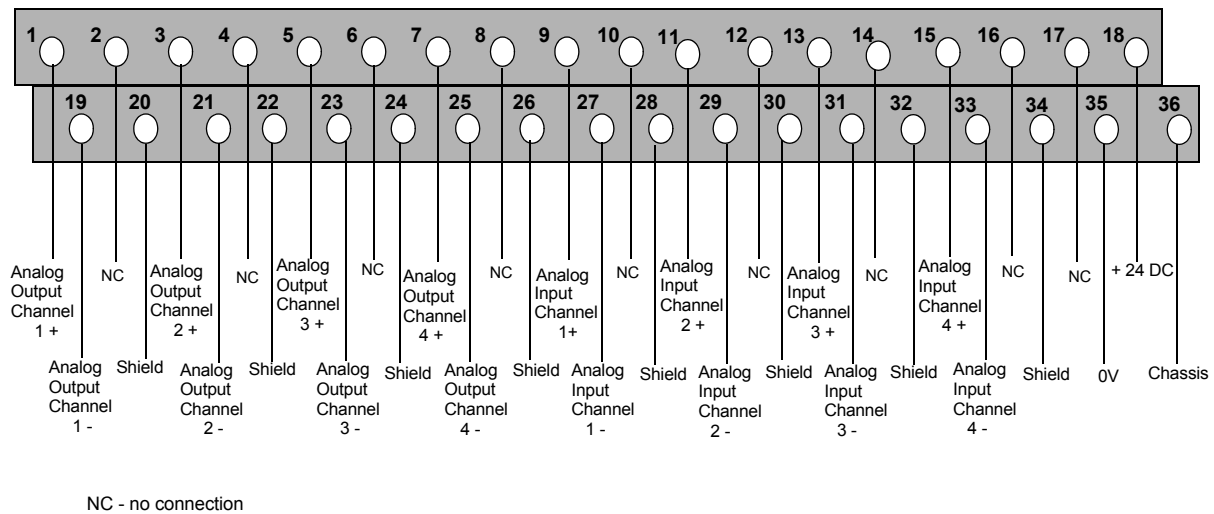 1 2 3 4 5 6 7 8 9 10 11 12 13 14 15 16 17 18
19 20 21 22 23 24 25 26 27 28 29 30 31 32 33 34 35 36
Analog
Output
Channel
1 +
NC
Analog
Output
Channel
2 +
NC
Analog
Output
Channel
3 +
NC
Analog
Output
Channel
4 +
NC
Analog
Input
Channel
1+
NC
Analog
Input
Channel
2 +
NC
Analog
Input
Channel
3 +
NC
Analog
Input
Channel
4 +
NC
NC
+ 24 DC
Analog
Output
Channel
1 -
Shield
Analog
Output
Channel
2 -
Shield
Analog
Output
Channel
3 -
Shield
Analog
Output
Channel
4 -
Shield
Analog
Input
Channel
1 -
Shield
Analog
Input
Channel
2 -
Shield
Analog
Input
Channel
3 -
Shield
Analog
Input
Channel
4 -
Shield
0V
Chassis
NC - no connection